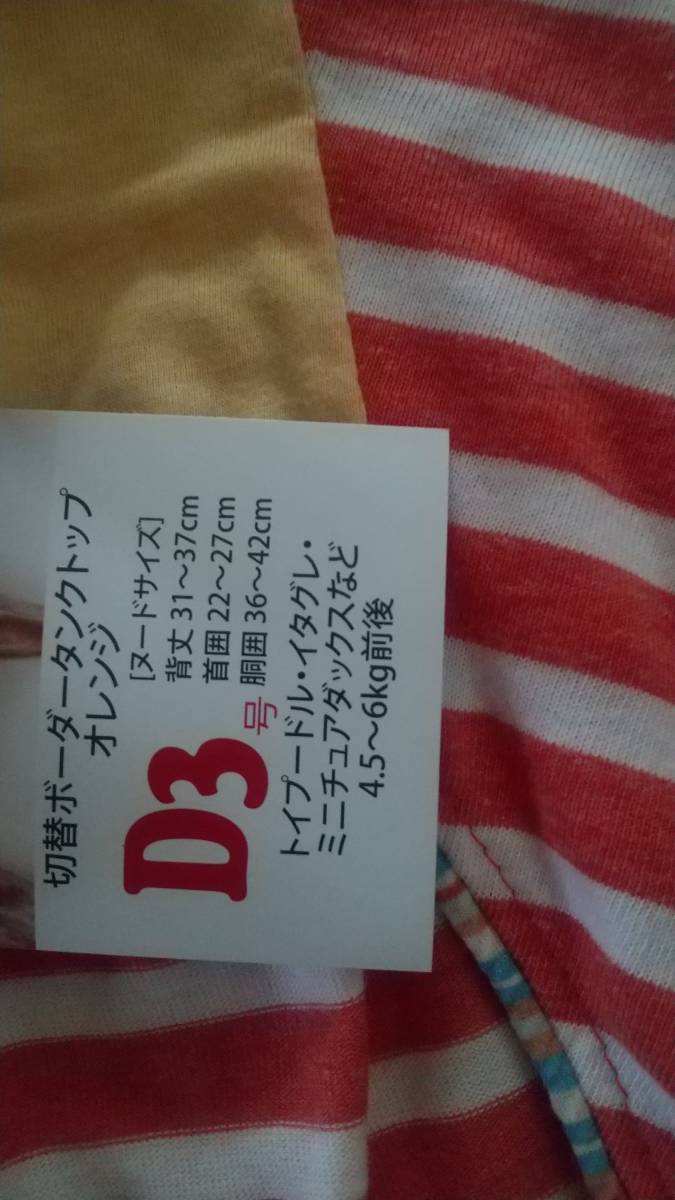 切替ボーダータンクトップ
オレンジ
[ヌードサイズ]
背丈 31〜37cm
首囲 22〜27cm
胴囲 36〜42cm
D3号
トイプードル・イタグレ・
ミニチュアダックスなど
4.5〜6kg前後